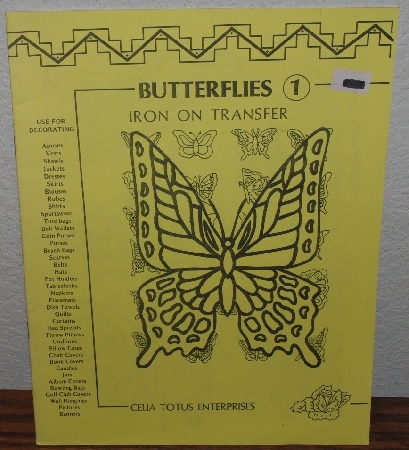 BUTTERFLIES 1
IRON ON TRANSFER
USE FOR
DECORATING
Aprons
Vests
Shawls
Jackets
Dresses
Skirts
Blouses
Robes
Shirts
Sportswear
Tote bags
Belt Wallets
Coin Purses
Purses
Beach Bags
Scarves
Belts
Hats
Pot Holders
Tablecloths
Napkins
Placemats
Dish Towels
Quilts
Curtains
Bed Spreads
Throw Pillows
Cushions
Pillow Cases
Chair Covers
Book Covers
Candles
Jars
Album Covers
Bowling Bags
Golf Club Covers
Wall Hangings
Pictures
Banners
CELIA TOTUS ENTERPRISES